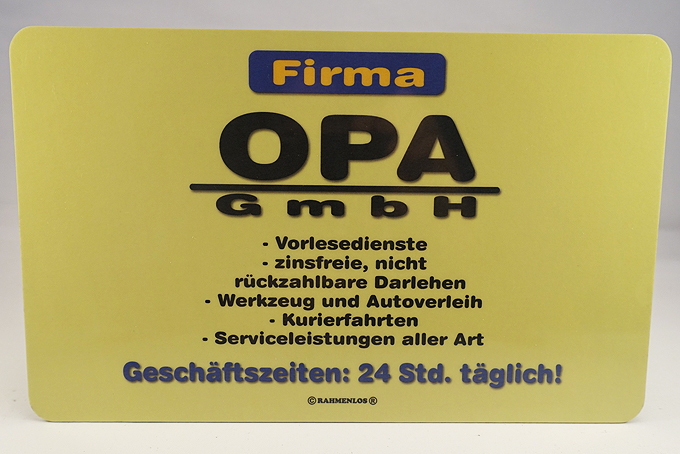 Firma
OPA
GmbH
- Vorlesedienste
- zinsfreie, nicht
rückzahlbare Darlehen
- Werkzeug und Autoverleih
- Kurierfahrten
- Serviceleistungen aller Art
Geschäftszeiten: 24 Std. täglich!
© RAHMENLOS ®